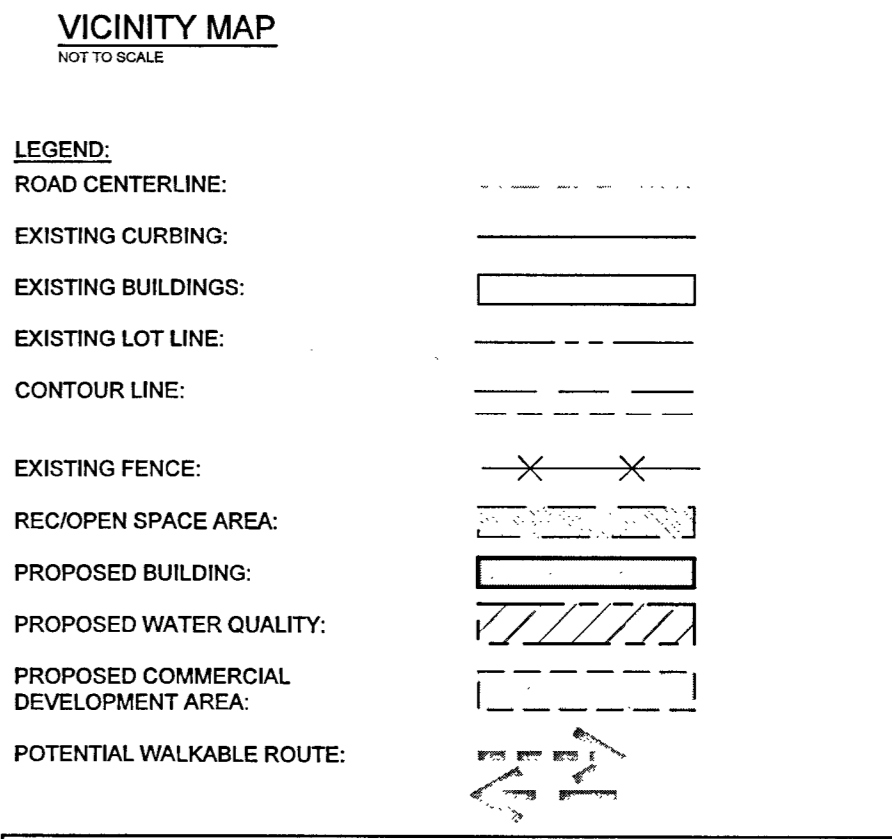 VICINITY MAP
NOT TO SCALE
LEGEND:
ROAD CENTERLINE:
EXISTING CURBING:
EXISTING BUILDINGS:
EXISTING LOT LINE:
CONTOUR LINE:
EXISTING FENCE:
REC/OPEN SPACE AREA:
PROPOSED BUILDING:
PROPOSED WATER QUALITY:
PROPOSED COMMERCIAL
DEVELOPMENT AREA:
POTENTIAL WALKABLE ROUTE: